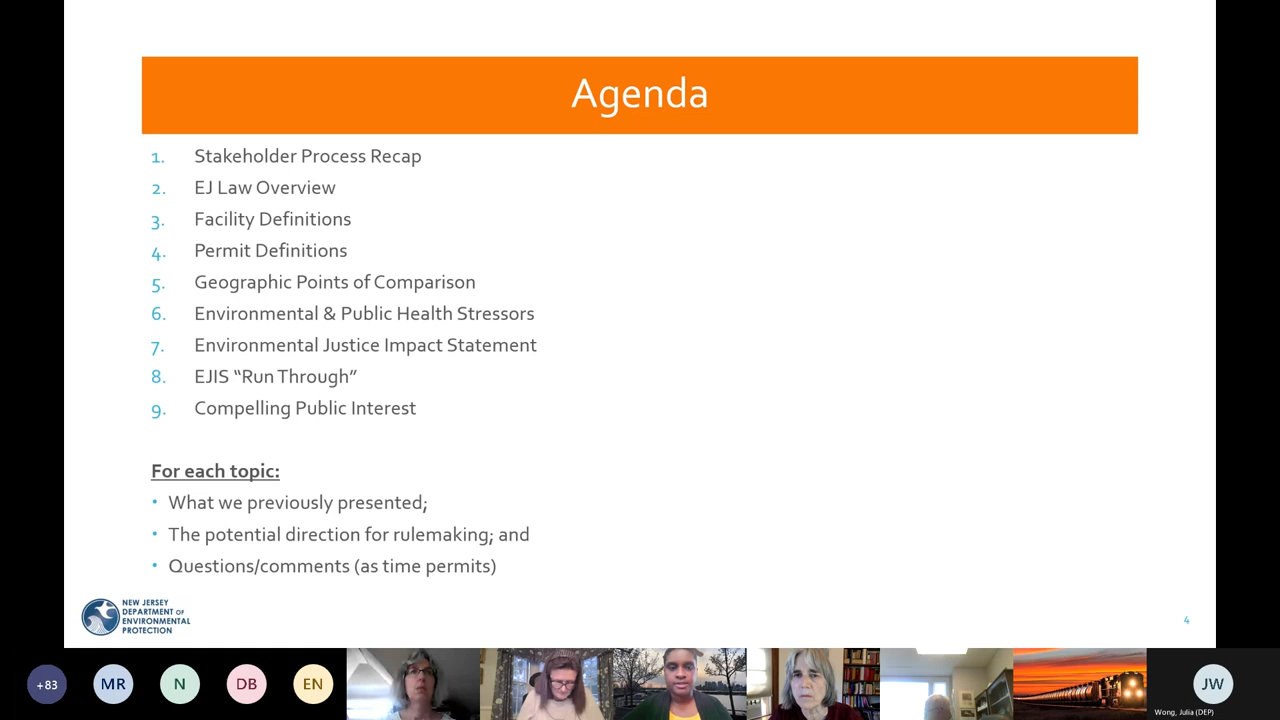 Agenda
1. Stakeholder Process Recap
2. EJ Law Overview
3. Facility Definitions
4. Permit Definitions
5. Geographic Points of Comparison
6. Environmental & Public Health Stressors
7. Environmental Justice Impact Statement
8. EJIS “Run Through”
9. Compelling Public Interest
For each topic:
• What we previously presented;
• The potential direction for rulemaking; and
• Questions/comments (as time permits)
NEW JERSEY
DEPARTMENT OF
ENVIRONMENTAL
PROTECTION
4
+83
MR
N
DB
EN
JW
Wong, Julia (DEP)